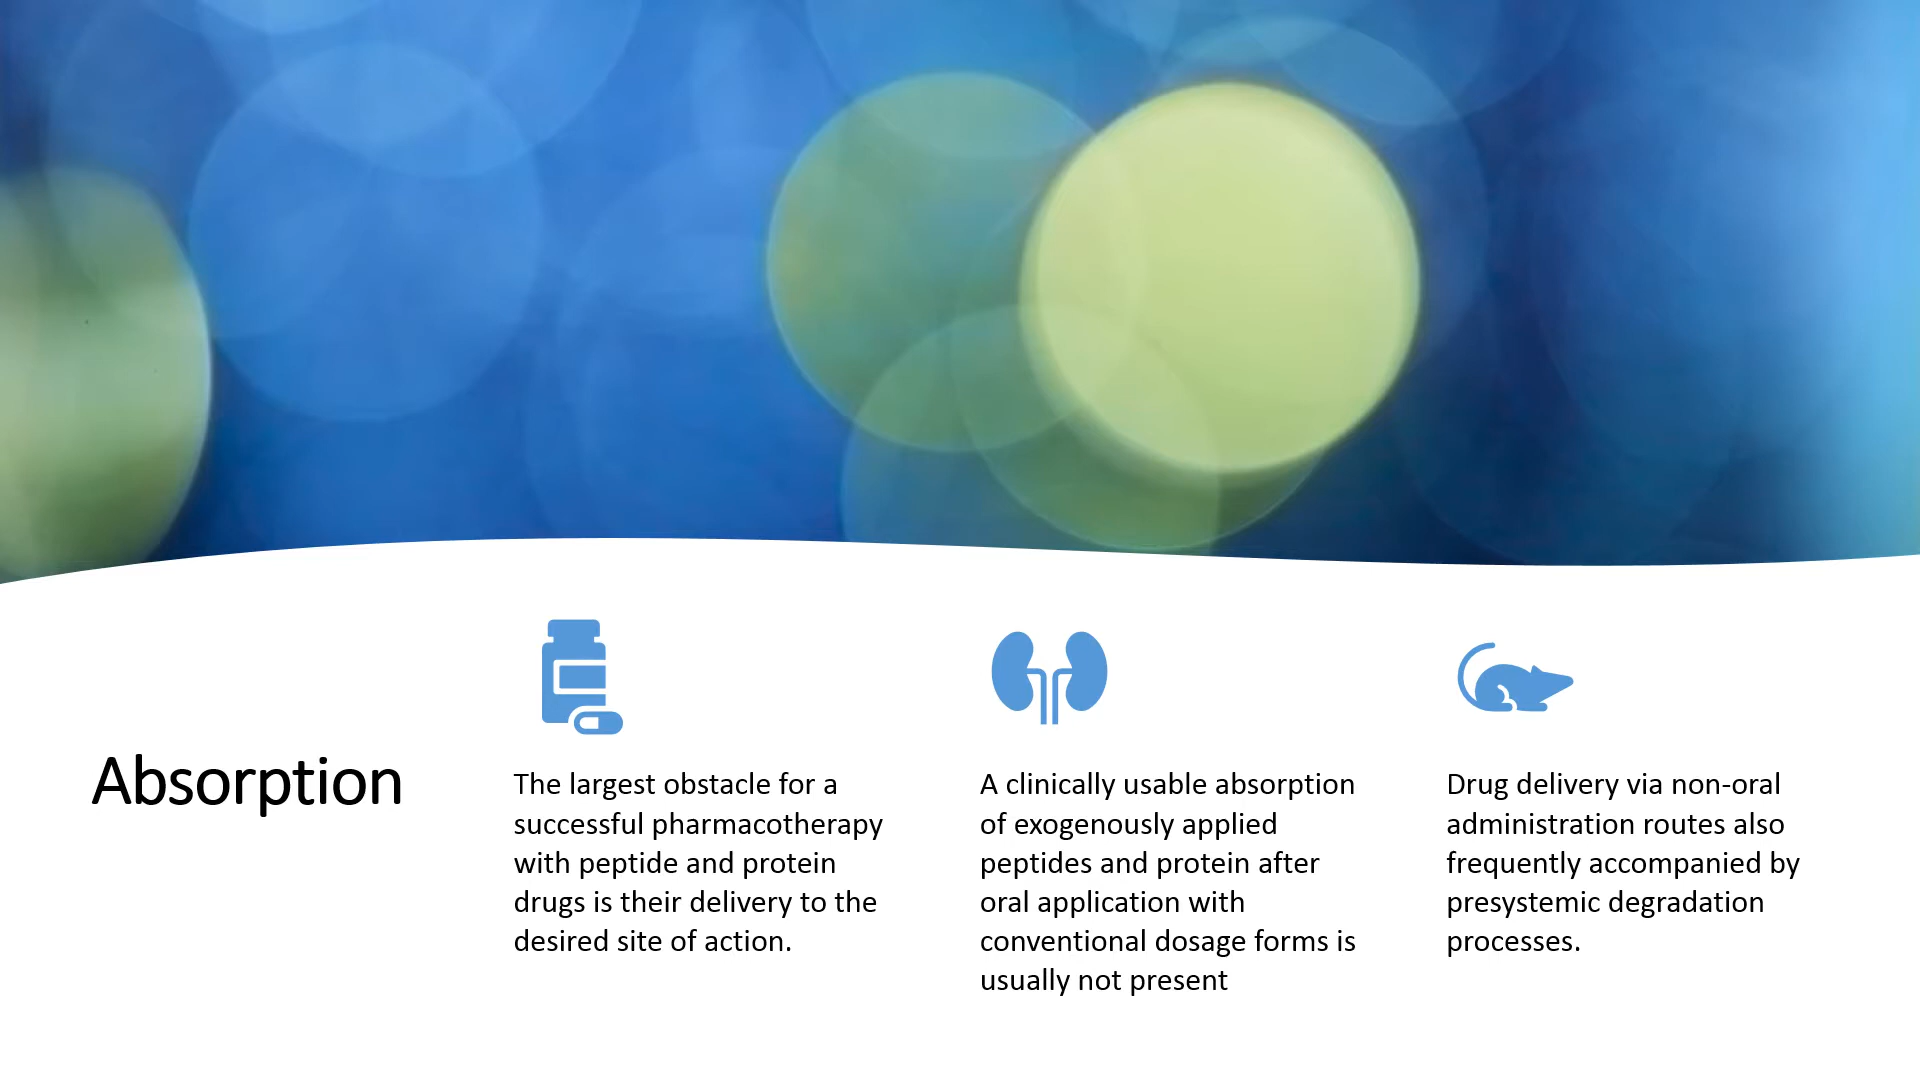 Absorption
The largest obstacle for a
successful pharmacotherapy
with peptide and protein
drugs is their delivery to the
desired site of action.
A clinically usable absorption
of exogenously applied
peptides and protein after
oral application with
conventional dosage forms is
usually not present
Drug delivery via non-oral
administration routes also
frequently accompanied by
presystemic degradation
processes.